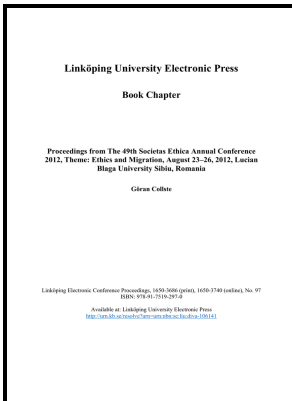 Linköping University Electronic Press
Book Chapter
Proceedings from The 49th Societas Ethica Annual Conference
2012, Theme: Ethics and Migration, August 23–26, 2012, Lucian
Blaga University Sibiu, Romania
Göran Collste
Linköping Electronic Conference Proceedings, 1650-3686 (print), 1650-3740 (online), No. 97
ISBN: 978-91-7519-297-0
Available at: Linköping University Electronic Press
http://urn.kb.se/resolve?urn=urn:nbn:se:liu:diva-106141